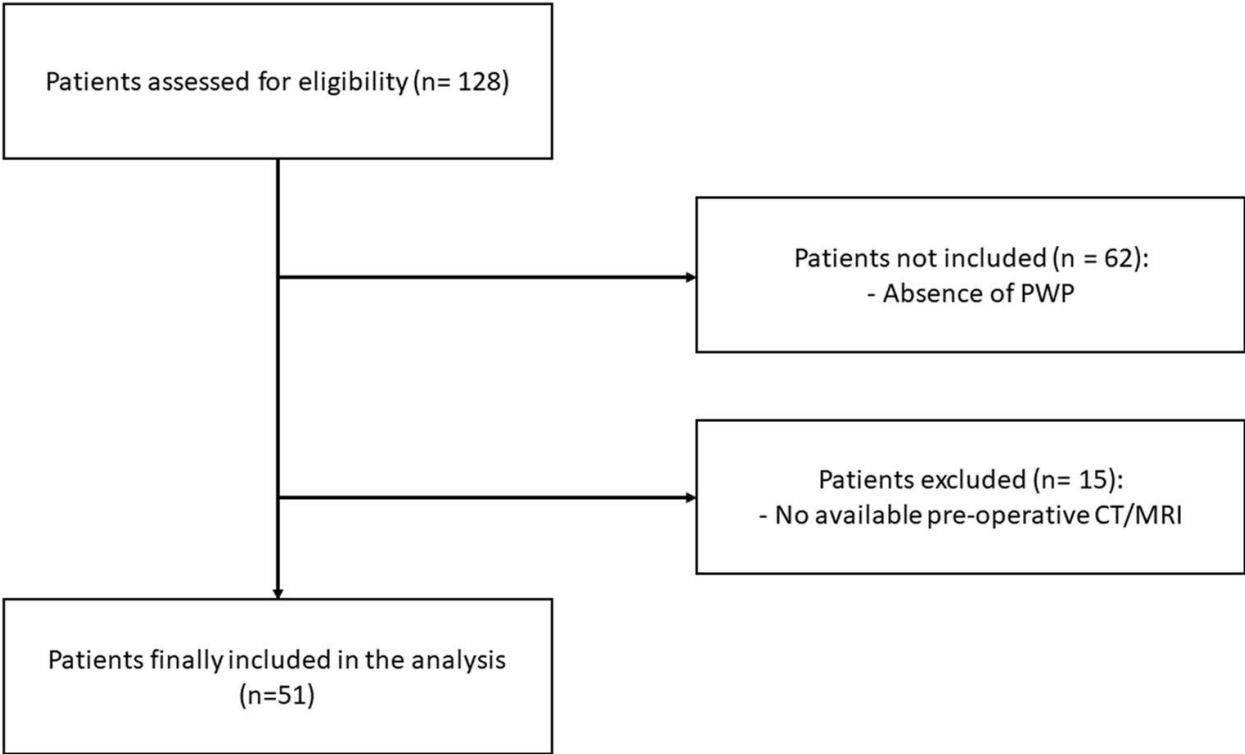 Patients assessed for eligibility (n= 128)
Patients not included (n = 62):
- Absence of PWP
Patients excluded (n= 15):
- No available pre-operative CT/MRI
Patients finally included in the analysis
(n=51)